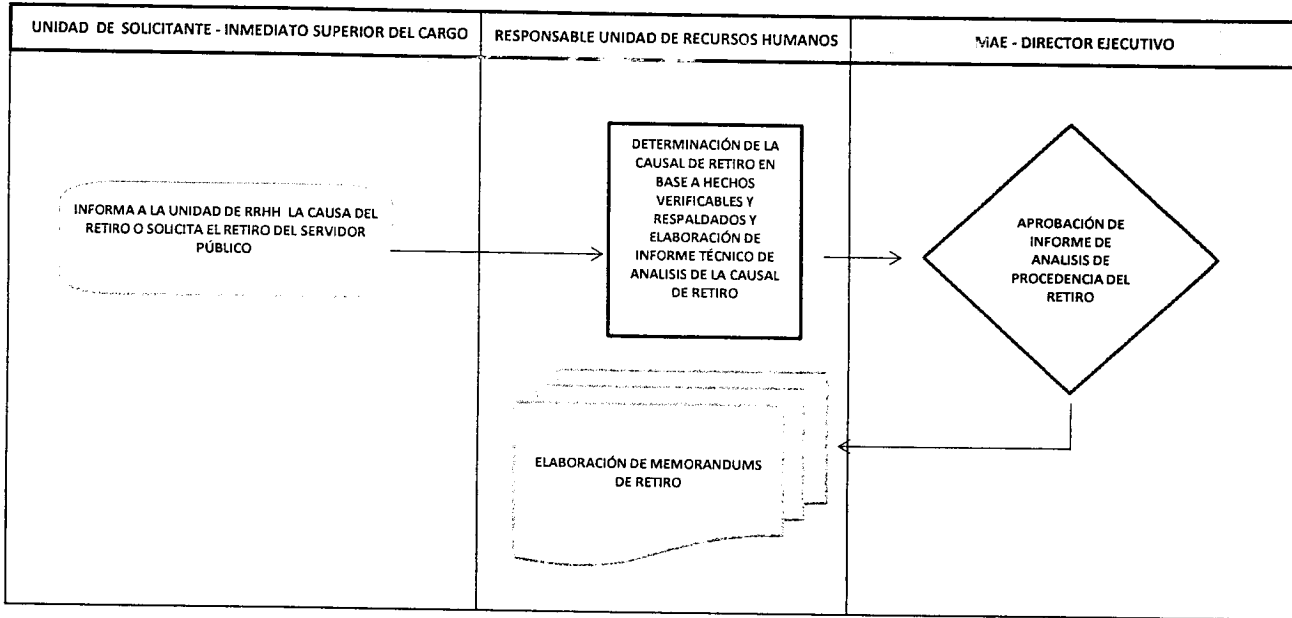 UNIDAD DE SOLICITANTE - INMEDIATO SUPERIOR DEL CARGO
RESPONSABLE UNIDAD DE RECURSOS HUMANOS
MAE - DIRECTOR EJECUTIVO
INFORMA A LA UNIDAD DE RRHH LA CAUSA DEL
RETIRO O SOLICITA EL RETIRO DEL SERVIDOR
PÚBLICO
DETERMINACIÓN DE LA
CAUSAL DE RETIRO EN
BASE A HECHOS
VERIFICABLES Y
RESPALDADOS Y
ELABORACIÓN DE
INFORME TÉCNICO DE
ANALISIS DE LA CAUSAL
DE RETIRO
APROBACIÓN DE
INFORME DE
ANALISIS DE
PROCEDENCIA DEL
RETIRO
ELABORACIÓN DE MEMORANDUMS
DE RETIRO